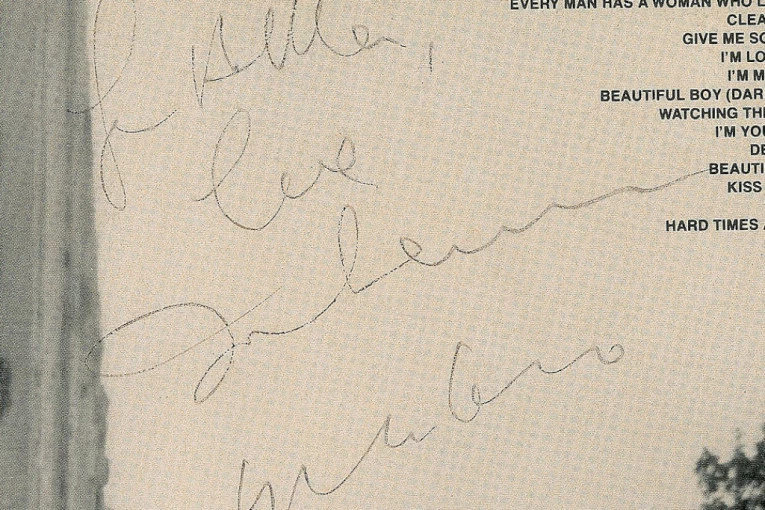 EVERY MAN HAS A WOMAN WHO L
CLEA
GIVE ME SO
I'M LO
I'M M
BEAUTIFUL BOY (DAR
WATCHING THE
I'M YOU
DE
BEAUTI
KISS
HARD TIMES
Love
John Lennon